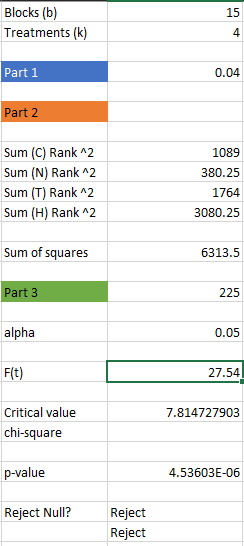 Blocks (b) 15
Treatments (k) 4
Part 1 0.04
Part 2
Sum (C) Rank ^2 1089
Sum (N) Rank ^2 380.25
Sum (T) Rank ^2 1764
Sum (H) Rank ^2 3080.25
Sum of squares 6313.5
Part 3 225
alpha 0.05
F(t) 27.54
Critical value 7.814727903
chi-square
p-value 4.53603E-06
Reject Null? Reject
Reject